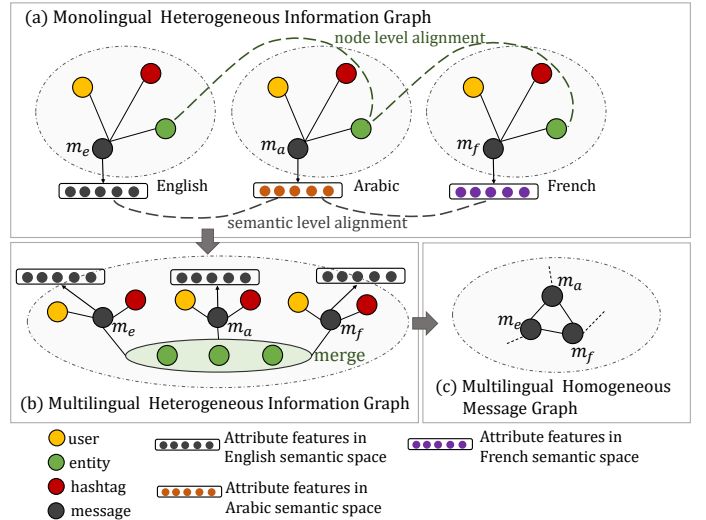 (a) Monolingual Heterogeneous Information Graph
node level alignment
m_e
m_a
m_f
English
Arabic
French
semantic level alignment
m_e
m_a
m_f
merge
(b) Multilingual Heterogeneous Information Graph
m_a
m_e
m_f
(c) Multilingual Homogeneous
Message Graph
user
entity
hashtag
message
Attribute features in
English semantic space
Attribute features in
Arabic semantic space
Attribute features in
French semantic space